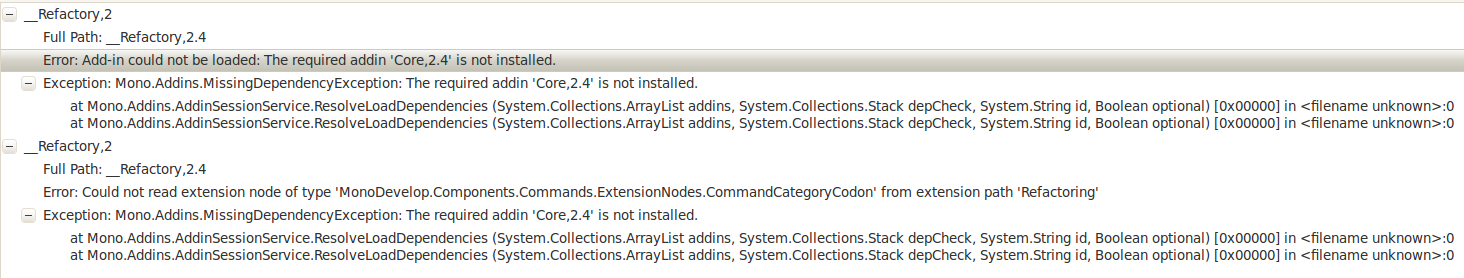 __Refactory,2
Full Path: __Refactory,2.4
Error: Add-in could not be loaded: The required addin 'Core,2.4' is not installed.
Exception: Mono.Addins.MissingDependencyException: The required addin 'Core,2.4' is not installed.
at Mono.Addins.AddinSessionService.ResolveLoadDependencies (System.Collections.ArrayList addins, System.Collections.Stack depCheck, System.String id, Boolean optional) [0x00000] in <filename unknown>:0
at Mono.Addins.AddinSessionService.ResolveLoadDependencies (System.Collections.ArrayList addins, System.Collections.Stack depCheck, System.String id, Boolean optional) [0x00000] in <filename unknown>:0
__Refactory,2
Full Path: __Refactory,2.4
Error: Could not read extension node of type 'MonoDevelop.Components.Commands.ExtensionNodes.CommandCategoryCodon' from extension path 'Refactoring'
Exception: Mono.Addins.MissingDependencyException: The required addin 'Core,2.4' is not installed.
at Mono.Addins.AddinSessionService.ResolveLoadDependencies (System.Collections.ArrayList addins, System.Collections.Stack depCheck, System.String id, Boolean optional) [0x00000] in <filename unknown>:0
at Mono.Addins.AddinSessionService.ResolveLoadDependencies (System.Collections.ArrayList addins, System.Collections.Stack depCheck, System.String id, Boolean optional) [0x00000] in <filename unknown>:0